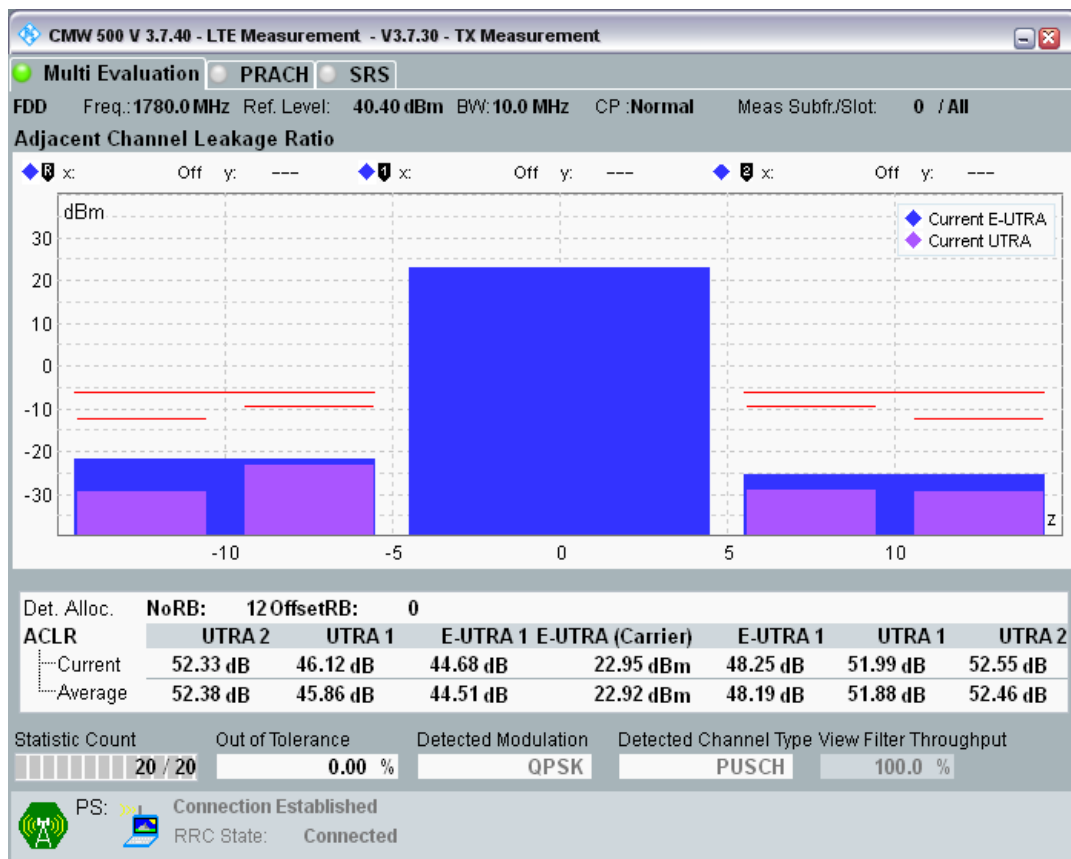 CMW 500 V 3.7.40 - LTE Measurement - V3.7.30 - TX Measurement
Multi Evaluation PRACH SRS
FDD Freq.:1780.0 MHz Ref. Level: 40.40 dBm BW: 10.0 MHz CP :Normal Meas Subfr./Slot: 0 / All
Adjacent Channel Leakage Ratio
R x: Off y: --- 1 x: Off y: --- 2 x: Off y: ---
dBm
Current E-UTRA
Current UTRA
30
20
10
0
-10
-20
-30
z
-10 -5 0 5 10
Det. Alloc. NoRB: 12 OffsetRB: 0
ACLR UTRA 2 UTRA 1 E-UTRA 1 E-UTRA (Carrier) E-UTRA 1 UTRA 1 UTRA 2
Current 52.33 dB 46.12 dB 44.68 dB 22.95 dBm 48.25 dB 51.99 dB 52.55 dB
Average 52.38 dB 45.86 dB 44.51 dB 22.92 dBm 48.19 dB 51.88 dB 52.46 dB
Statistic Count Out of Tolerance Detected Modulation Detected Channel Type View Filter Throughput
20 / 20 0.00 % QPSK PUSCH 100.0 %
PS: Connection Established
RRC State: Connected